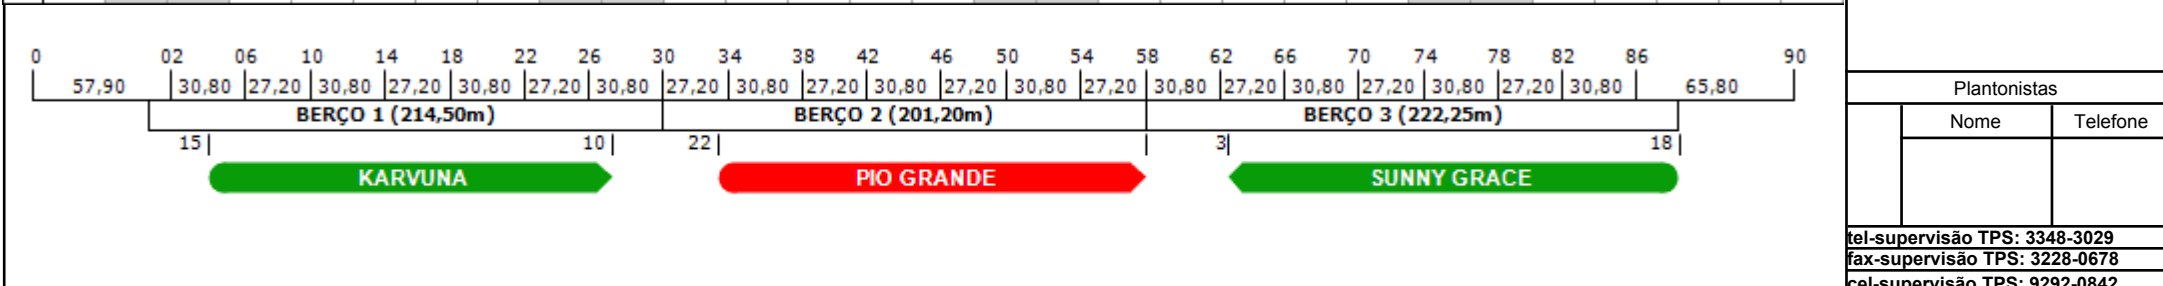 0 02 06 10 14 18 22 26 30 34 38 42 46 50 54 58 62 66 70 74 78 82 86 90
57,90 30,80 27,20 30,80 27,20 30,80 27,20 30,80 27,20 30,80 27,20 30,80 27,20 30,80 27,20 30,80 27,20 30,80 27,20 30,80 27,20 30,80 65,80
BERÇO 1 (214,50m) BERÇO 2 (201,20m) BERÇO 3 (222,25m)
15 10 22 3 18
KARVUNA PIO GRANDE SUNNY GRACE
Plantonistas
Nome Telefone
tel-supervisão TPS: 3348-3029
fax-supervisão TPS: 3228-0678
cel-supervisão TPS: 9292-0842